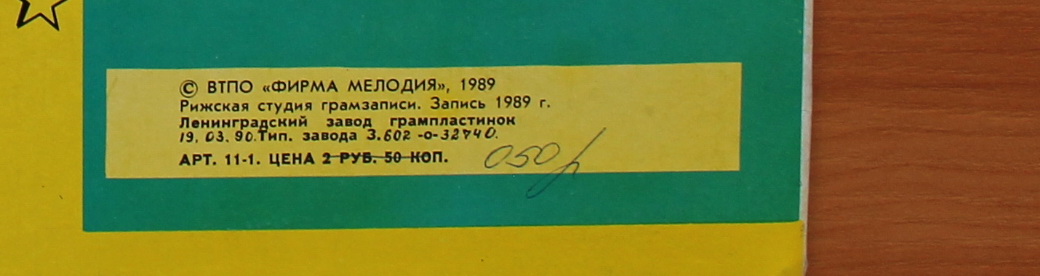 © ВТПО «ФИРМА МЕЛОДИЯ», 1989
Рижская студия грамзаписи. Запись 1989 г.
Ленинградский завод грампластинок
19. 03. 90. Тип. завода З.602 -о-32740.
АРТ. 11-1. ЦЕНА 2 РУБ. 50 КОП. 050р